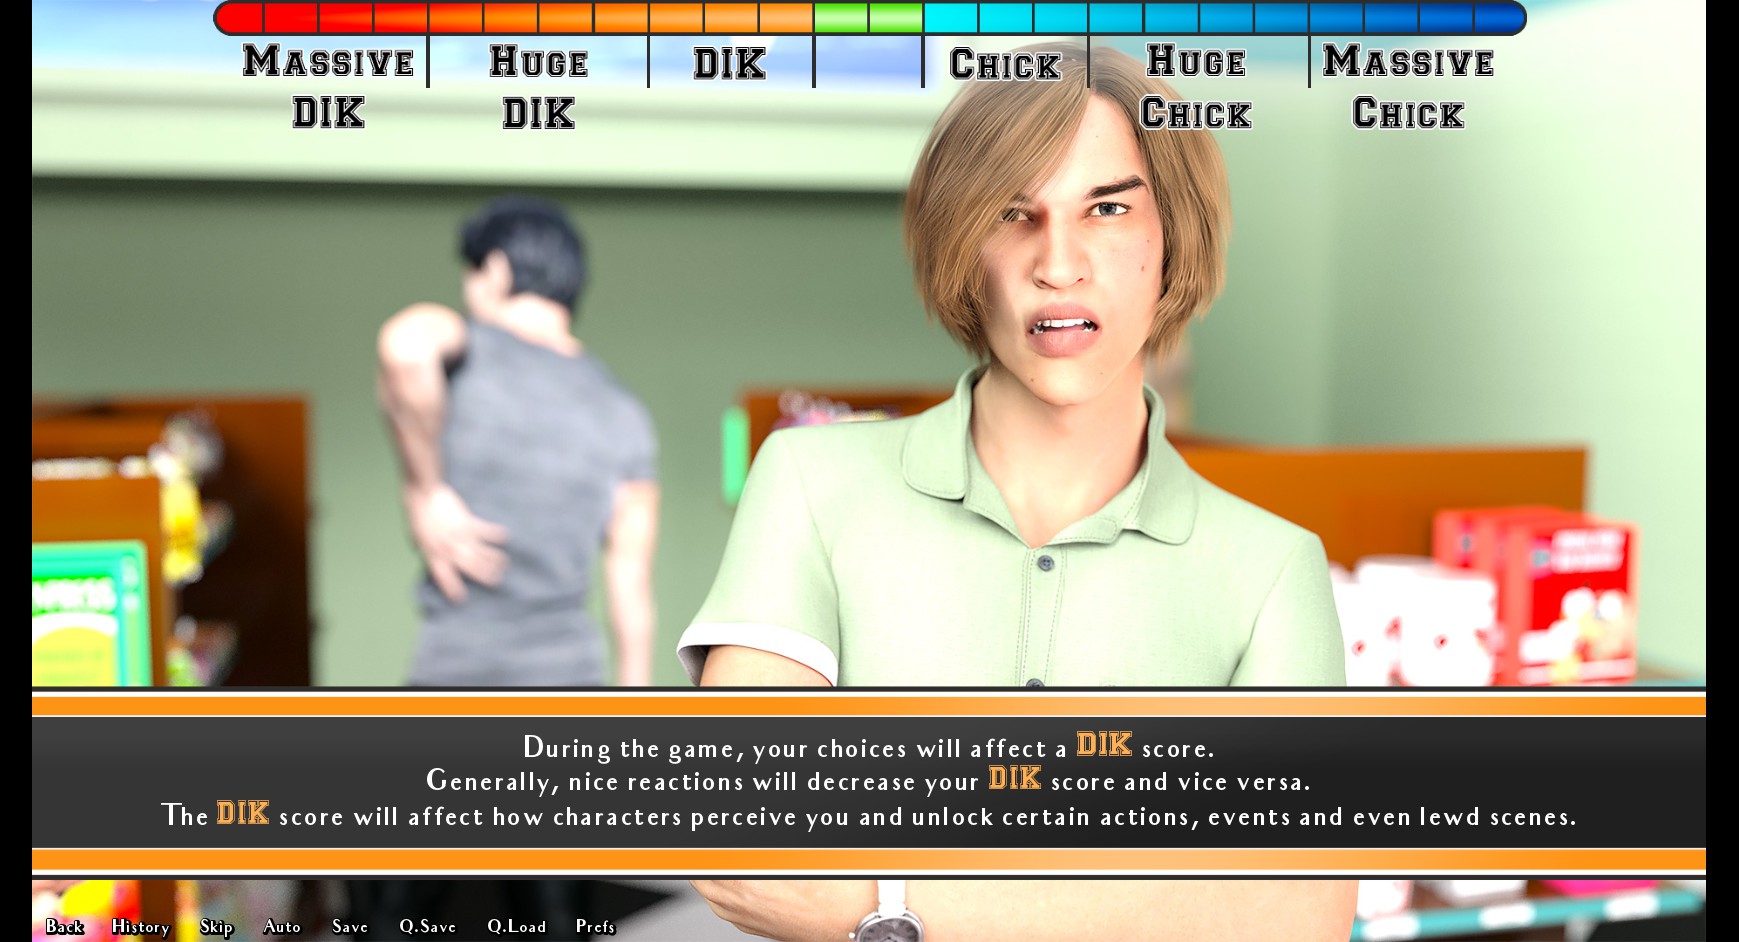 Massive DIK
Huge DIK
DIK
Chick
Huge Chick
Massive Chick
During the game, your choices will affect a DIK score.
Generally, nice reactions will decrease your DIK score and vice versa.
The DIK score will affect how characters perceive you and unlock certain actions, events and even lewd scenes.
Back History Skip Auto Save Q.Save Q.Load Prefs